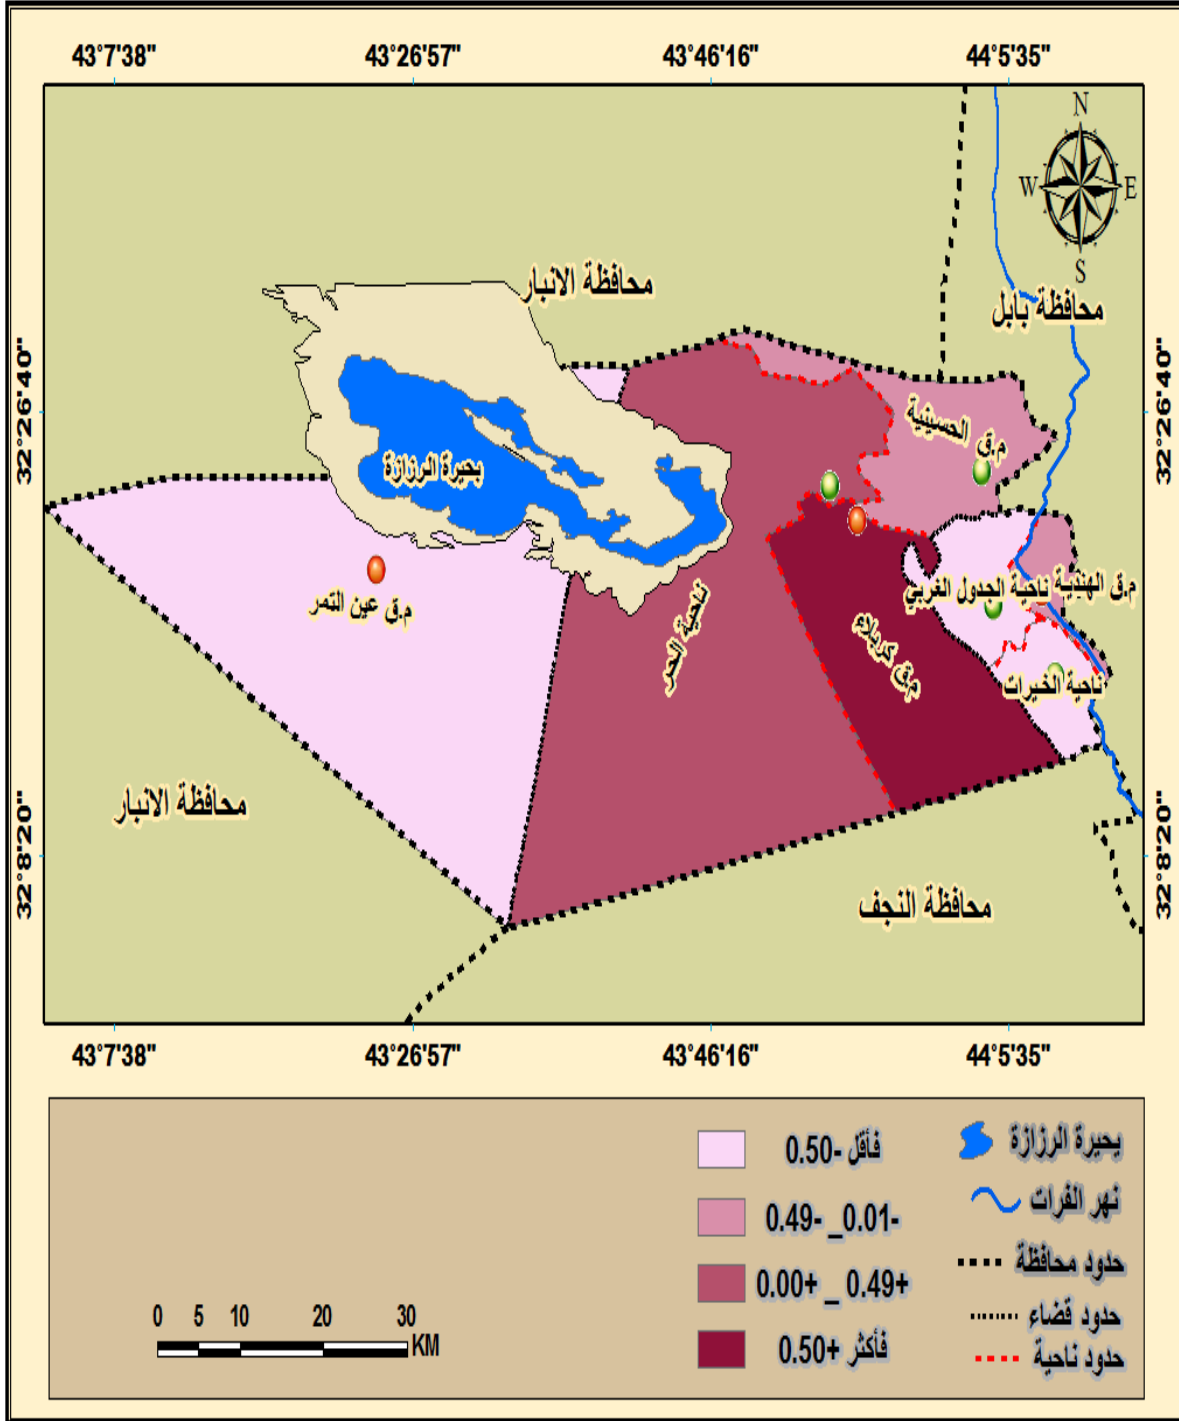 43°7'38" 43°26'57" 43°46'16" 44°5'35"
N
W E
S
محافظة الانبار
محافظة بابل
32°26'40" 32°26'40"
م.ق الحسينية
بحيرة الرزازة
م.ق عين التمر
ناحية الحر
م.ق كربلاء
ناحية الجدول الغربي
م.ق الهندية
ناحية الخيرات
محافظة الانبار
محافظة النجف
32°8'20" 32°8'20"
43°7'38" 43°26'57" 43°46'16" 44°5'35"
بحيرة الرزازة
نهر الفرات
حدود محافظة
حدود قضاء
حدود ناحية
فأقل -0.50
0.49- _0.01-
0.00+ _ 0.49+
فأكثر +0.50
0 5 10 20 30
KM